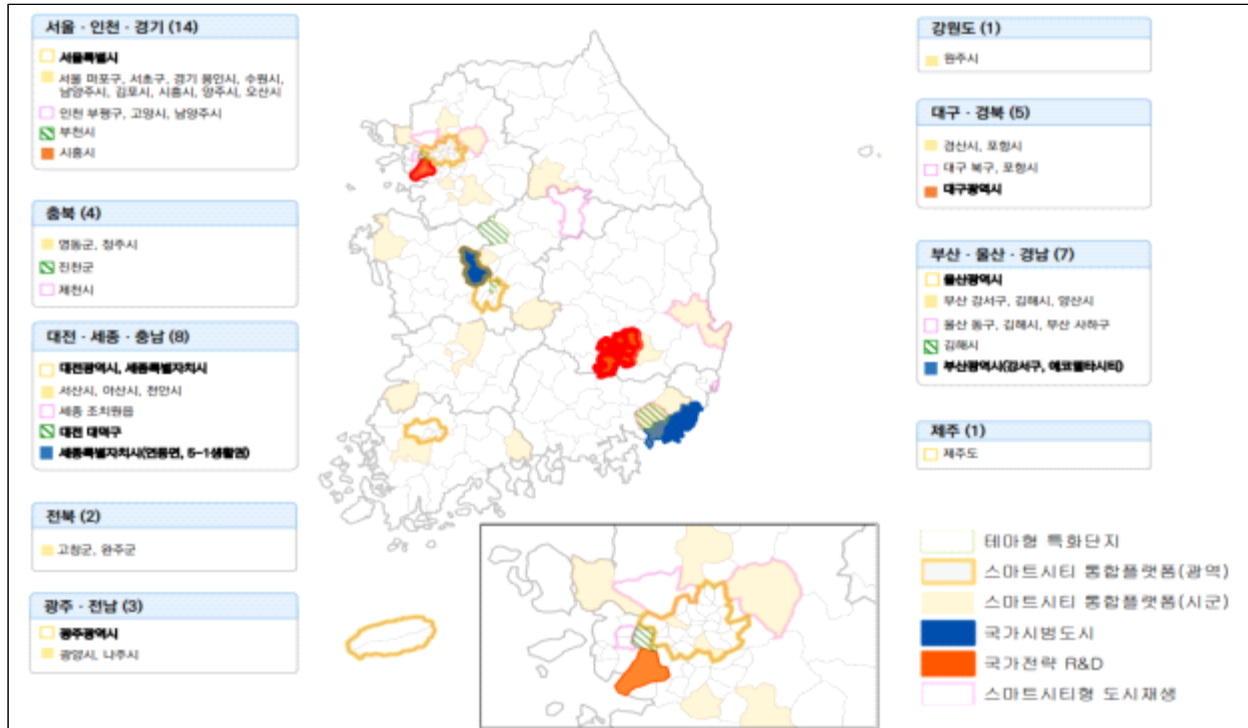 서울 · 인천 · 경기 (14)
서울특별시
서울 마포구, 서초구, 경기 용인시, 수원시,
남양주시, 김포시, 시흥시, 양주시, 오산시
인천 부평구, 고양시, 남양주시
부천시
시흥시
충북 (4)
영동군, 청주시
진천군
제천시
대전 · 세종 · 충남 (8)
대전광역시, 세종특별자치시
서산시, 아산시, 천안시
세종 조치원읍
대전 대덕구
세종특별자치시(연동면, 5-1생활권)
전북 (2)
고창군, 완주군
광주 · 전남 (3)
광주광역시
광양시, 나주시
강원도 (1)
원주시
대구 · 경북 (5)
경산시, 포항시
대구 북구, 포항시
대구광역시
부산 · 울산 · 경남 (7)
울산광역시
부산 강서구, 김해시, 양산시
울산 동구, 김해시, 부산 사하구
김해시
부산광역시(강서구, 에코델타시티)
제주 (1)
제주도
테마형 특화단지
스마트시티 통합플랫폼(광역)
스마트시티 통합플랫폼(시군)
국가시범도시
국가전략 R&D
스마트시티형 도시재생